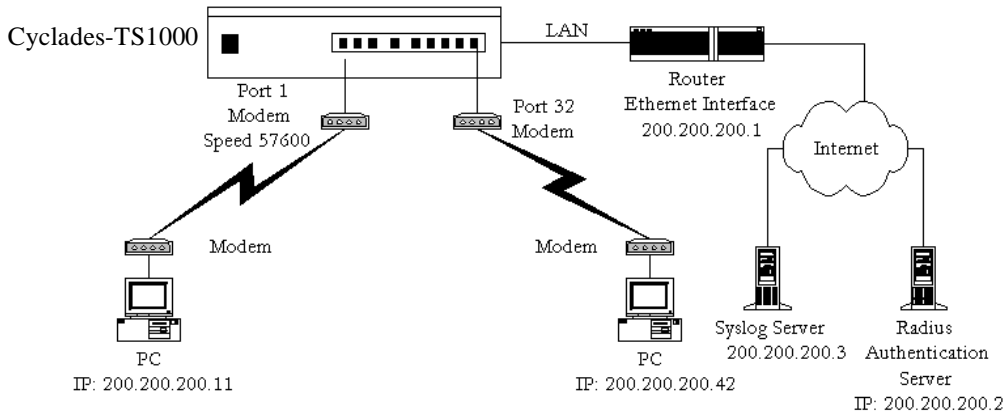 Cyclades-TS1000
LAN
Router
Ethernet Interface
200.200.200.1
Port 1
Modem
Speed 57600
Port 32
Modem
Internet
Modem
Modem
PC
IP: 200.200.200.11
PC
IP: 200.200.200.42
Syslog Server
200.200.200.3
Radius
Authentication
Server
IP: 200.200.200.2